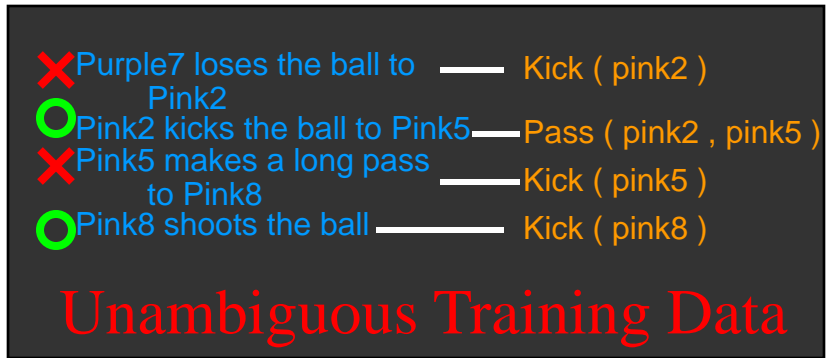 Purple7 loses the ball to Kick ( pink2 )
Pink2
Pink2 kicks the ball to Pink5 Pass ( pink2 , pink5 )
Pink5 makes a long pass
to Pink8 Kick ( pink5 )
Pink8 shoots the ball Kick ( pink8 )
Unambiguous Training Data